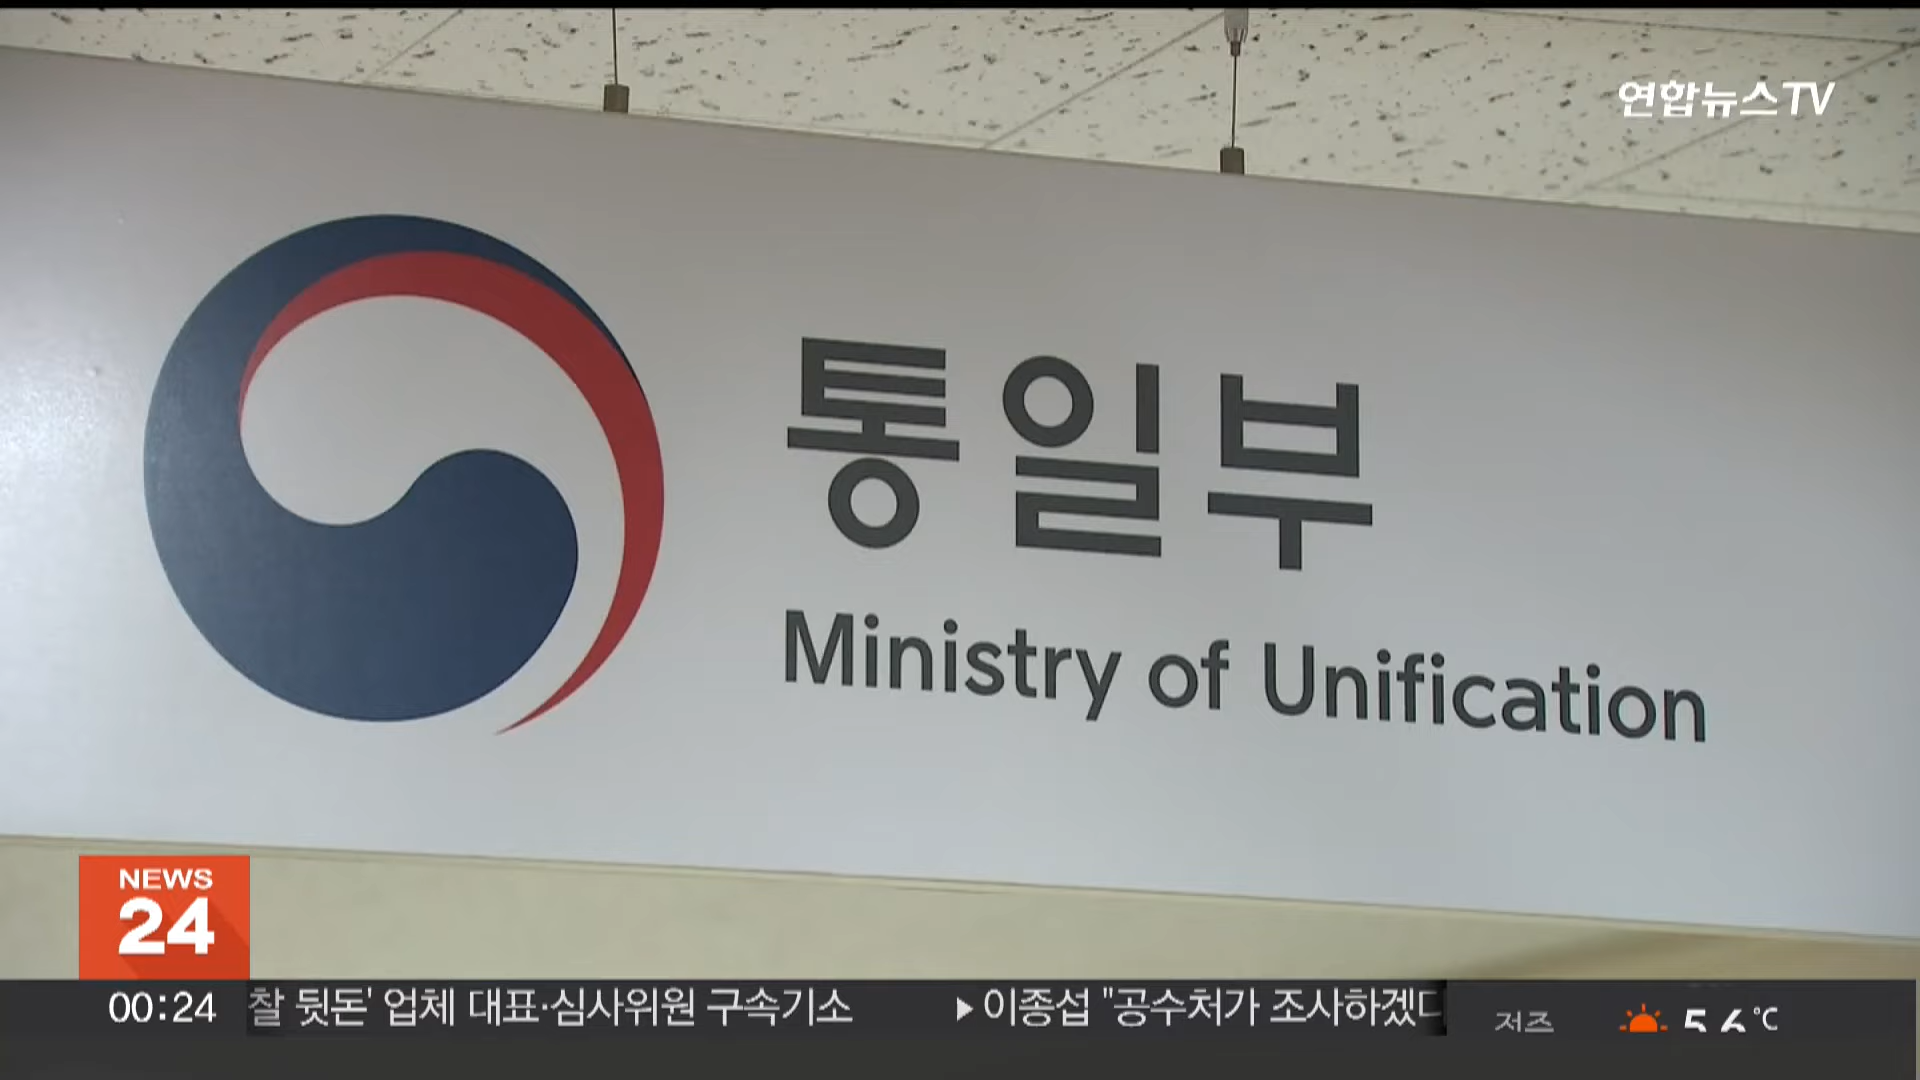 연합뉴스TV
통일부
Ministry of Unification
NEWS
24
00:24 찰 뒷돈' 업체 대표·심사위원 구속기소 ▶이종섭 "공수처가 조사하겠다 ℃